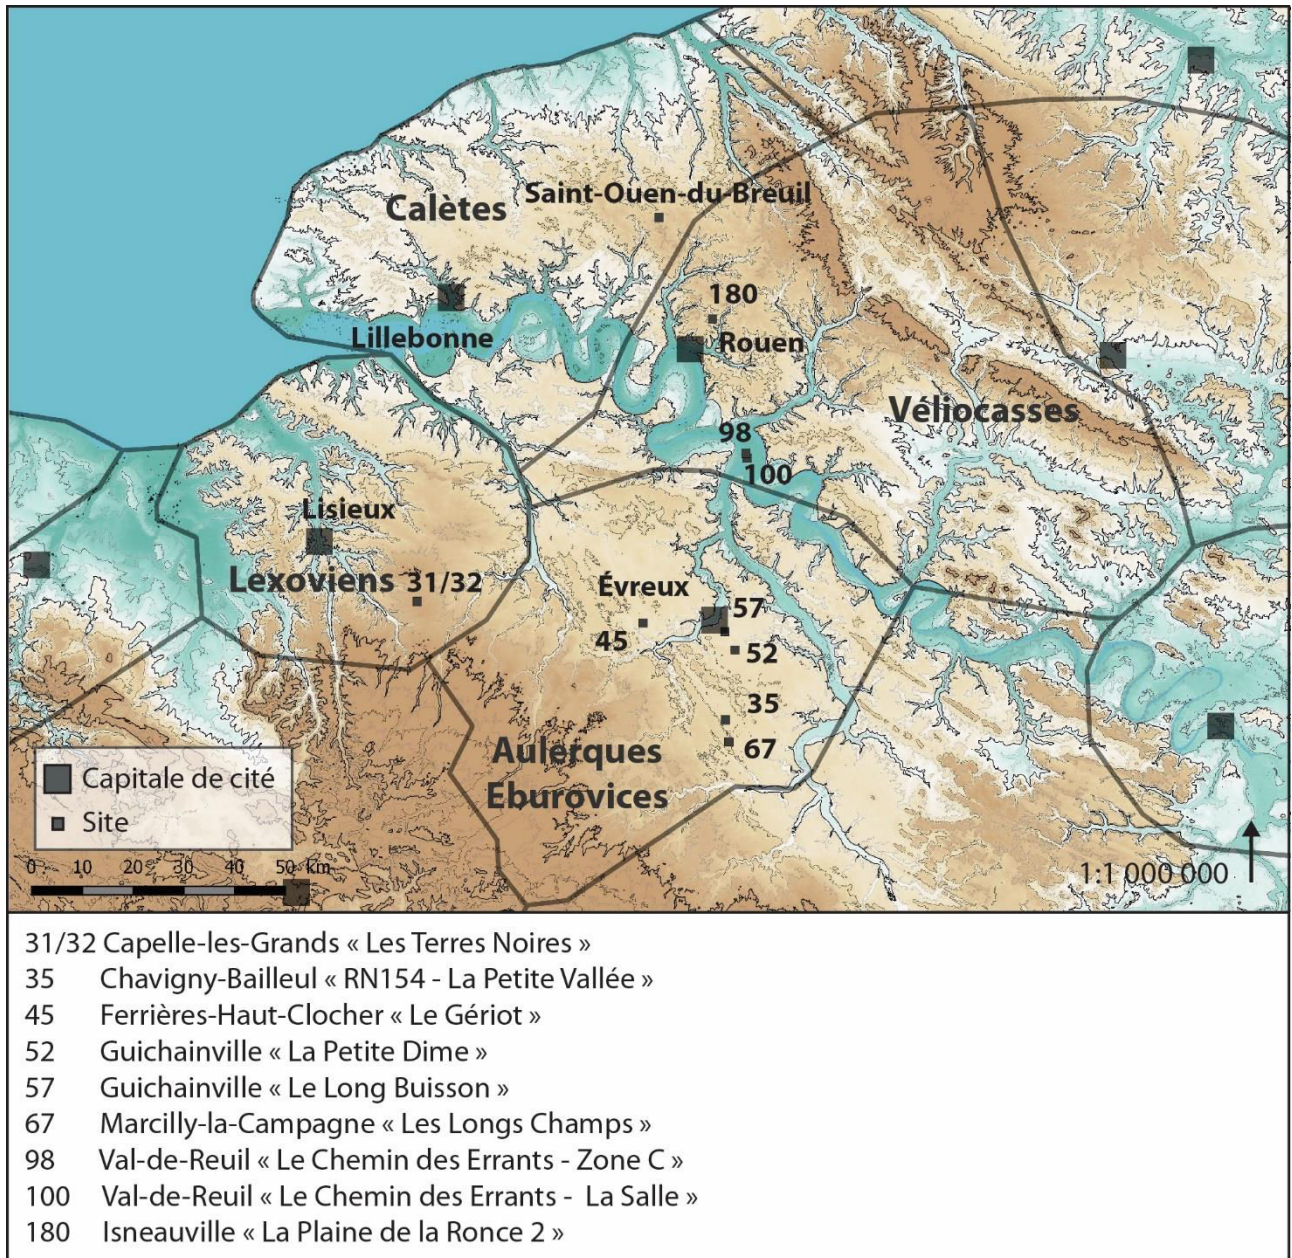 Saint-Ouen-du-Breuil
Calètes
180
Lillebonne
Rouen
Véliocasses
98
100
Lisieux
Lexoviens 31/32
Évreux
57
45
52
35
67
Aulerques
Eburovices
Capitale de cité
Site
0 10 20 30 40 50 km
1:1 000 000
31/32 Capelle-les-Grands « Les Terres Noires »
35 Chavigny-Bailleul « RN154 - La Petite Vallée »
45 Ferrières-Haut-Clocher « Le Gériot »
52 Guichainville « La Petite Dime »
57 Guichainville « Le Long Buisson »
67 Marcilly-la-Campagne « Les Longs Champs »
98 Val-de-Reuil « Le Chemin des Errants - Zone C »
100 Val-de-Reuil « Le Chemin des Errants - La Salle »
180 Isneauville « La Plaine de la Ronce 2 »